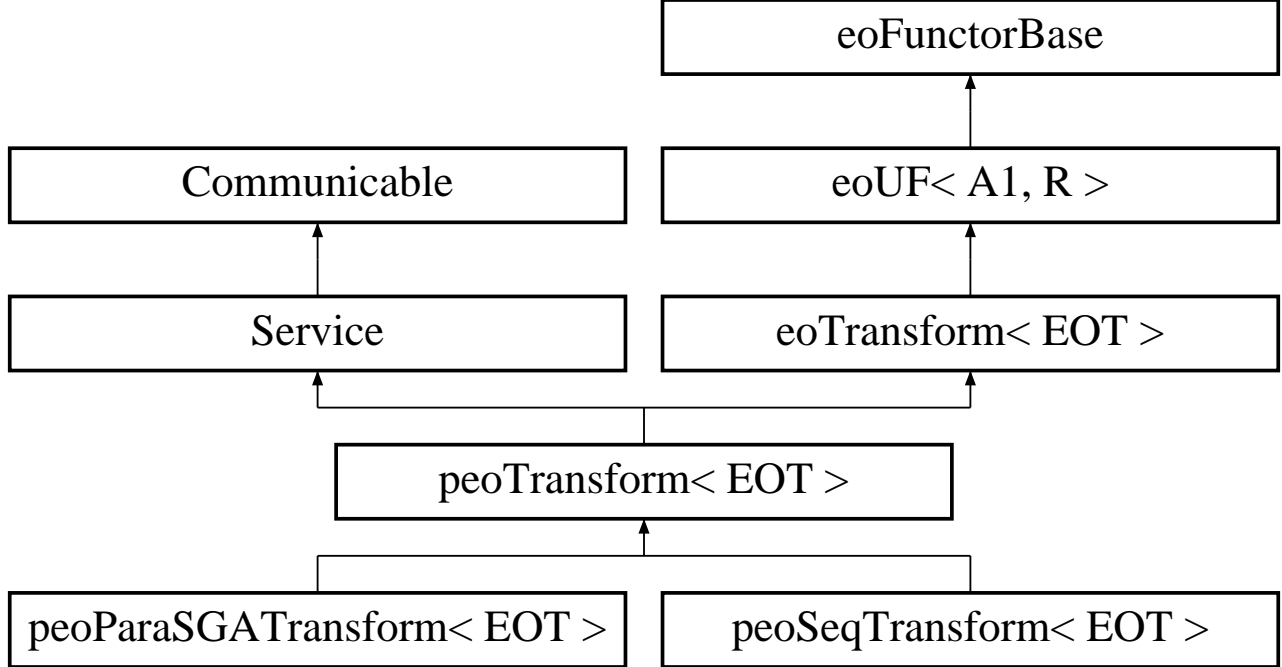 eoFunctorBase
Communicable
eoUF< A1, R >
Service
eoTransform< EOT >
peoTransform< EOT >
peoParaSGATransform< EOT >
peoSeqTransform< EOT >